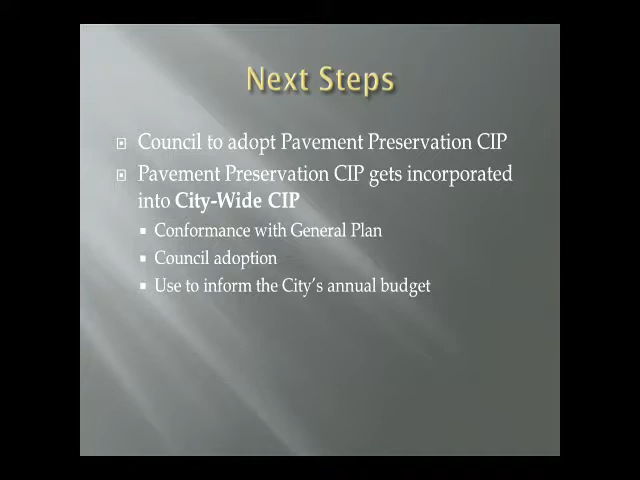 Next Steps
Council to adopt Pavement Preservation CIP
Pavement Preservation CIP gets incorporated
into City-Wide CIP
Conformance with General Plan
Council adoption
Use to inform the City's annual budget